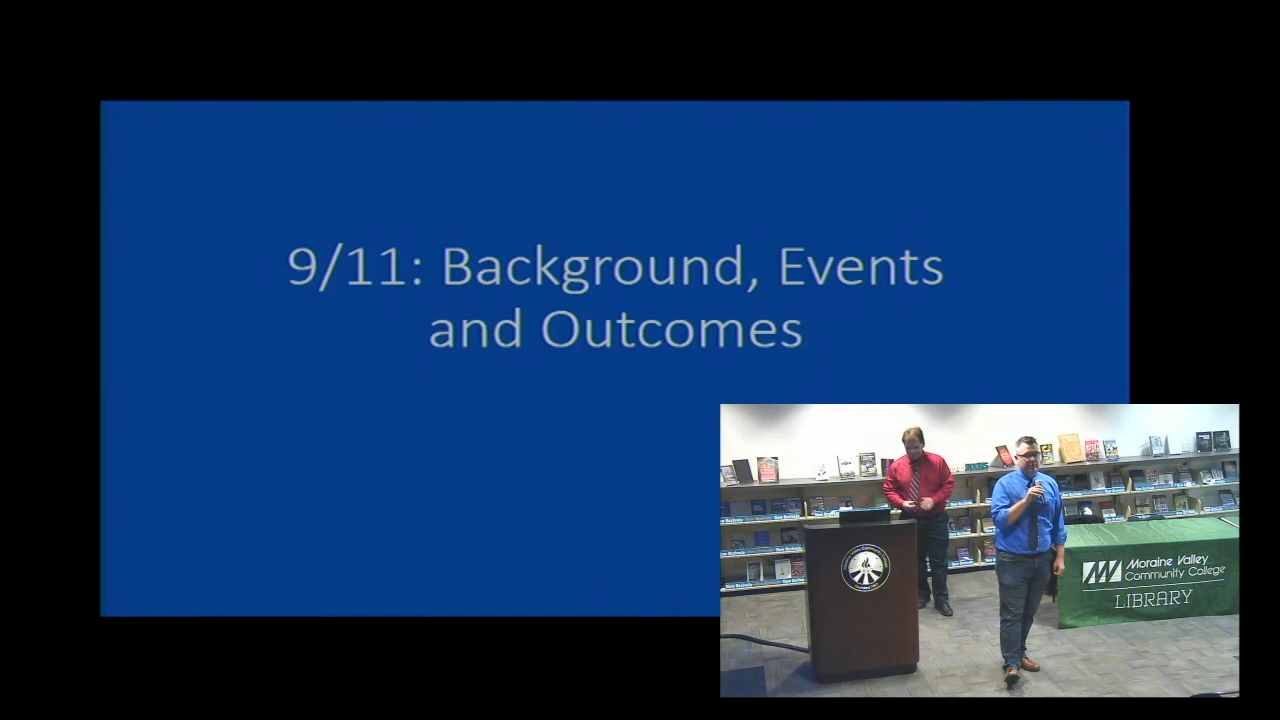 9/11: Background, Events
and Outcomes
Moraine Valley
Community College
LIBRARY